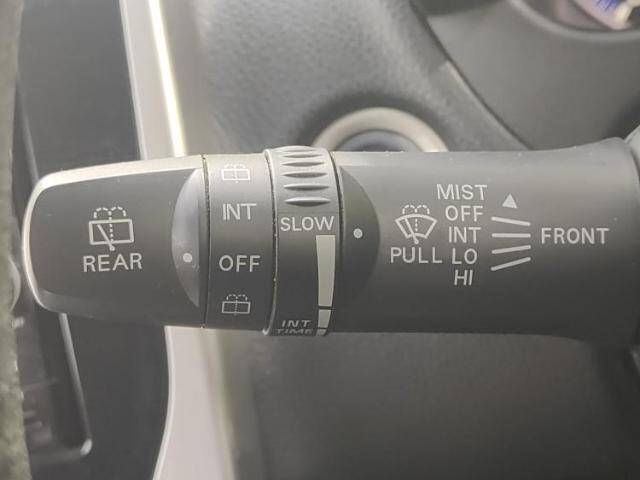 REAR
INT
OFF
SLOW
INT
TIME
MIST
OFF
INT
PULL LO
HI
FRONT